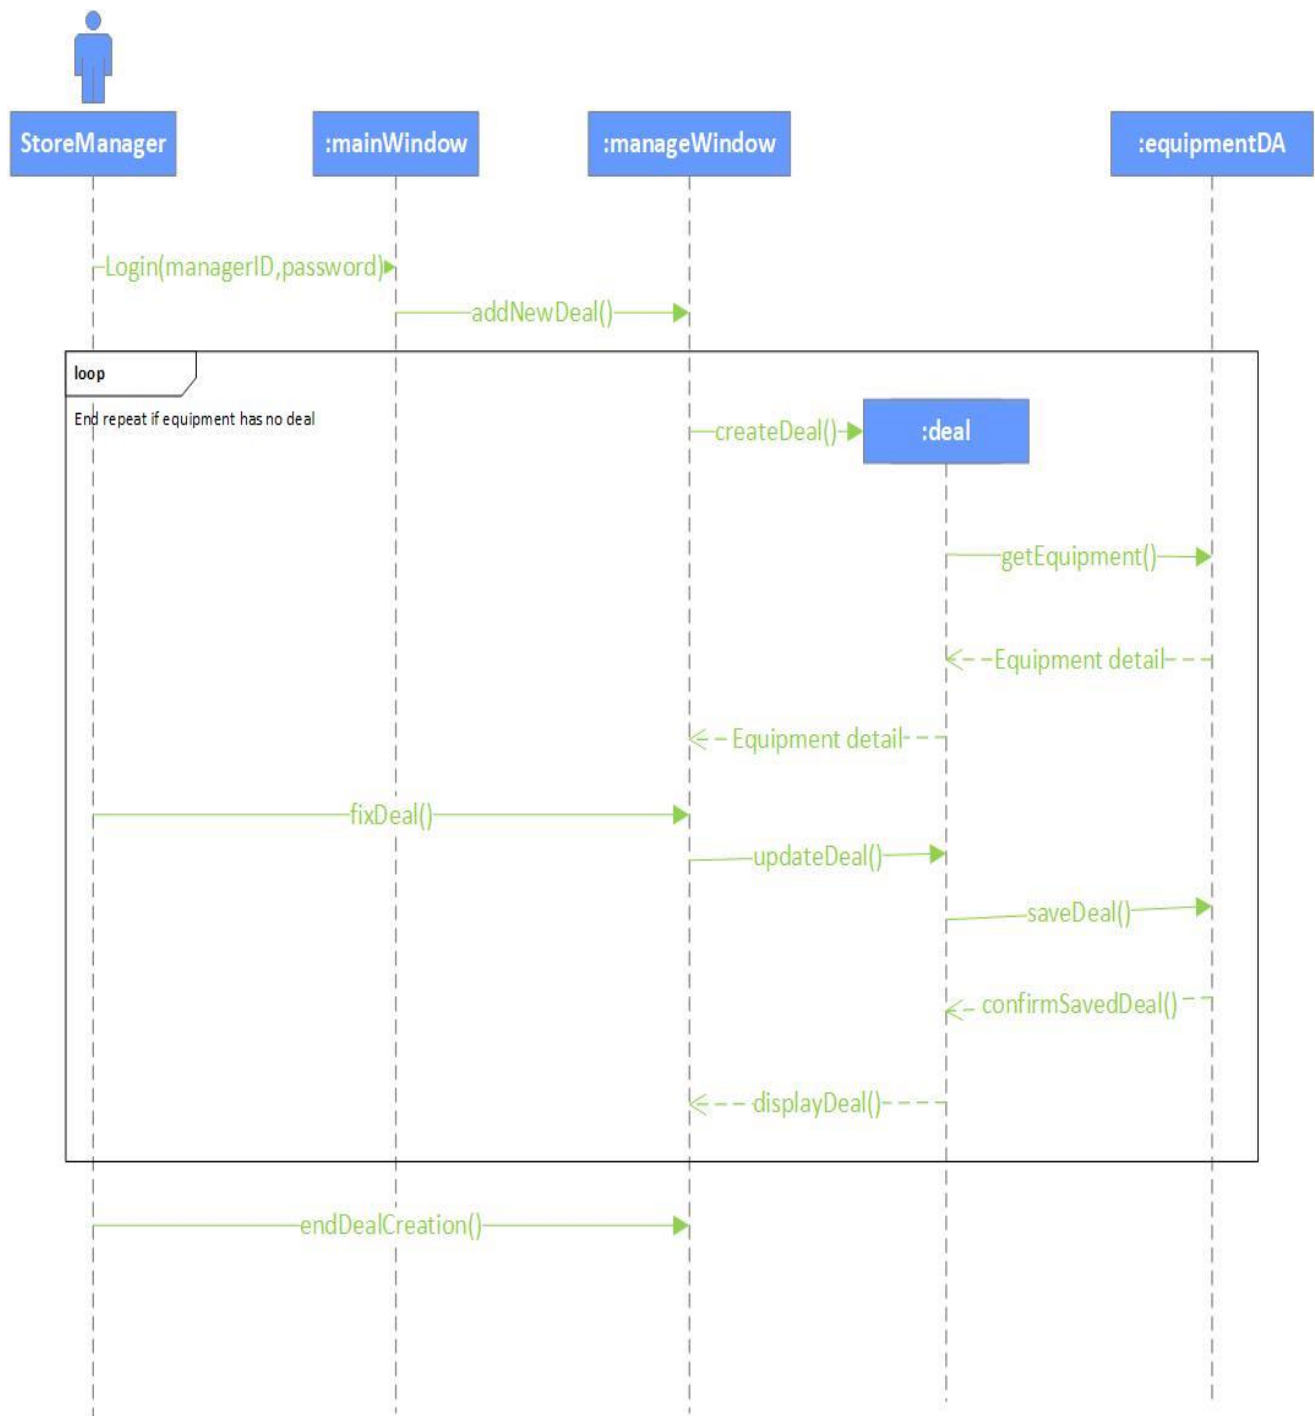 StoreManager
:mainWindow
:manageWindow
:equipmentDA
Login(managerID,password)
addNewDeal()
loop
End repeat if equipment has no deal
createDeal()
:deal
getEquipment()
Equipment detail
Equipment detail
fixDeal()
updateDeal()
saveDeal()
confirmSavedDeal()
displayDeal()
endDealCreation()